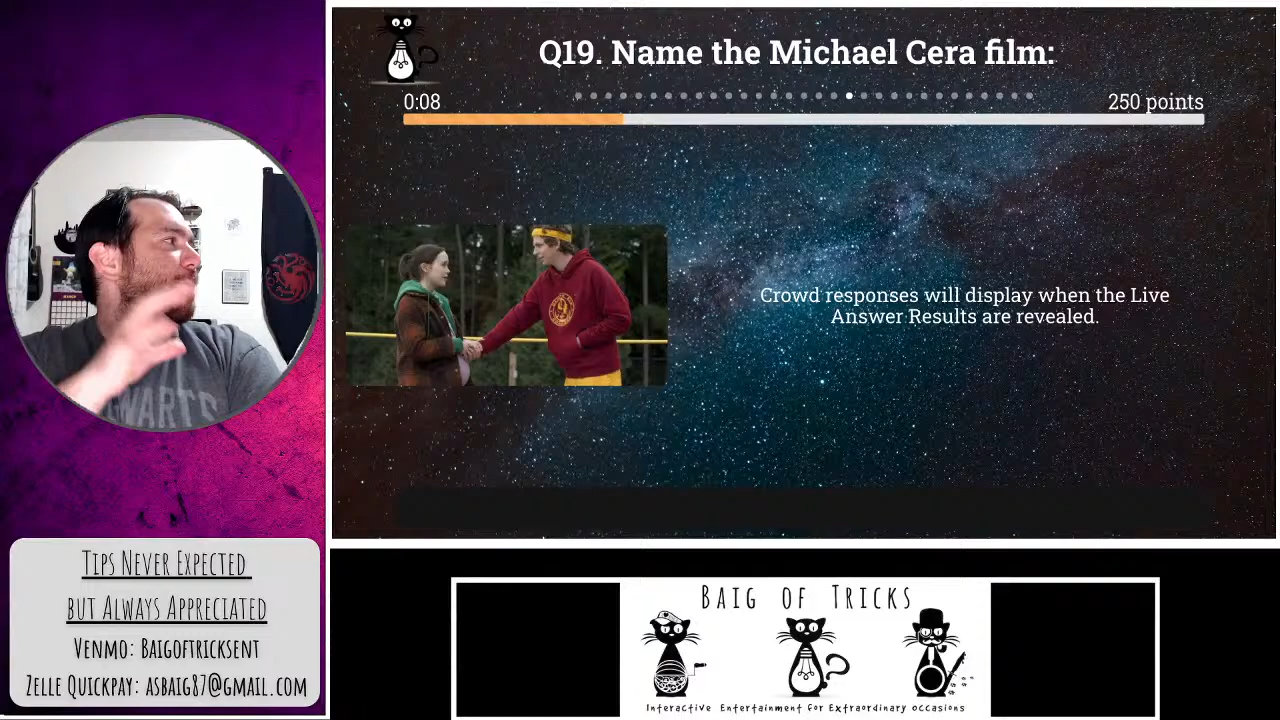 Q19. Name the Michael Cera film:
0:08
250 points
Crowd responses will display when the Live
Answer Results are revealed.
Tips Never Expected
but Always Appreciated
Venmo: Baigoftricksent
Zelle Quickpay: asbaig87@gmail.com
Baig of Tricks
Interactive Entertainment for Extraordinary Occasions